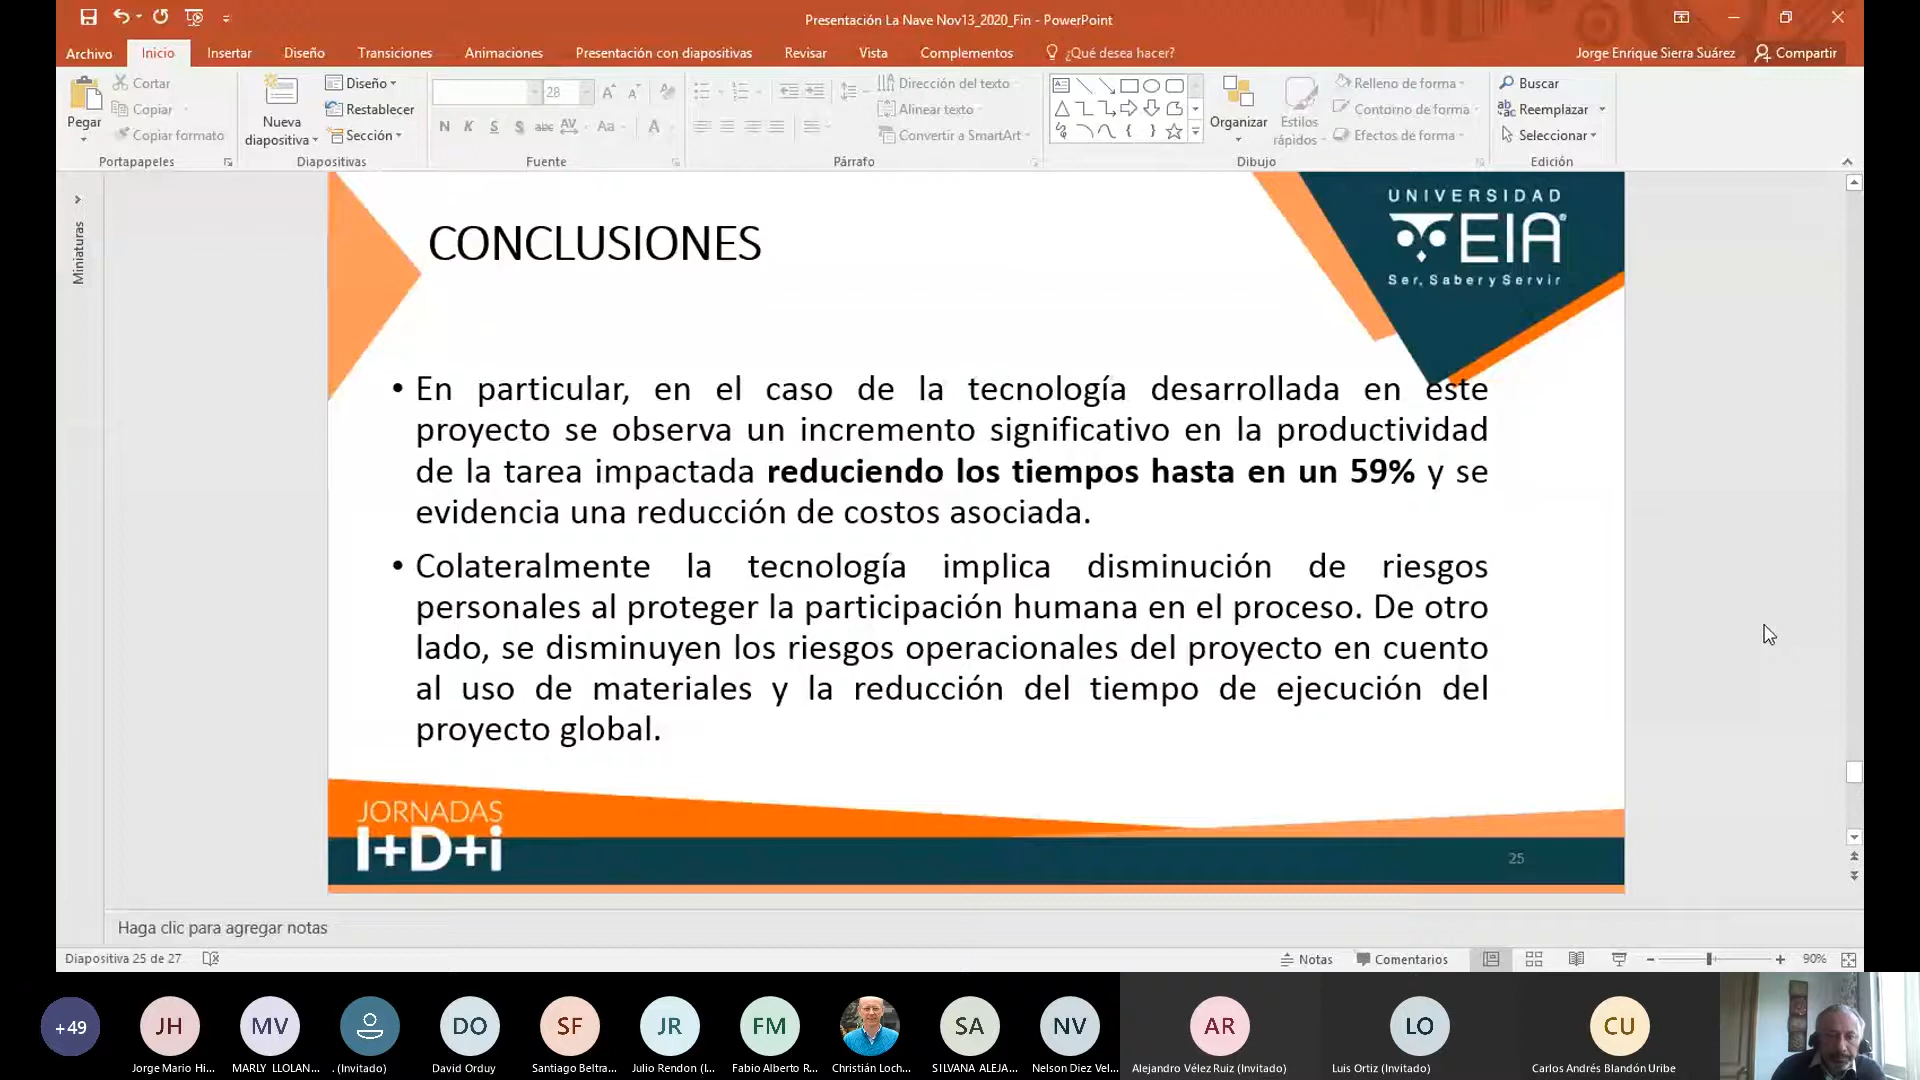 Presentación La Nave Nov13_2020_Fin - PowerPoint
Archivo Inicio Insertar Diseño Transiciones Animaciones Presentación con diapositivas Revisar Vista Complementos ¿Qué desea hacer? Jorge Enrique Sierra Suárez Compartir
Pegar
Cortar
Copiar
Copiar formato
Portapapeles
Nueva
diapositiva
Diseño
Restablecer
Sección
Diapositivas
28
N K S S abc AV Aa A
Fuente
Dirección del texto
Alinear texto
Convertir a SmartArt
Párrafo
Organizar
Estilos
rápidos
Relleno de forma
Contorno de forma
Efectos de forma
Dibujo
Buscar
Reemplazar
Seleccionar
Edición
Miniaturas
UNIVERSIDAD
EIA
Ser, Saber y Servir
CONCLUSIONES
• En particular, en el caso de la tecnología desarrollada en este
proyecto se observa un incremento significativo en la productividad
de la tarea impactada reduciendo los tiempos hasta en un 59% y se
evidencia una reducción de costos asociada.
• Colateralmente la tecnología implica disminución de riesgos
personales al proteger la participación humana en el proceso. De otro
lado, se disminuyen los riesgos operacionales del proyecto en cuento
al uso de materiales y la reducción del tiempo de ejecución del
proyecto global.
JORNADAS
I+D+i
25
Haga clic para agregar notas
Diapositiva 25 de 27 Notas Comentarios 90%
+49 JH MV DO SF JR FM SA NV AR LO CU
Jorge Mario Hi... MARLY LLOLAN... . (Invitado) David Orduy Santiago Beltra... Julio Rendon (I... Fabio Alberto R... Christián Loch... SILVANA ALEJA... Nelson Diez Vel... Alejandro Vélez Ruiz (Invitado) Luis Ortiz (Invitado) Carlos Andrés Blandón Uribe